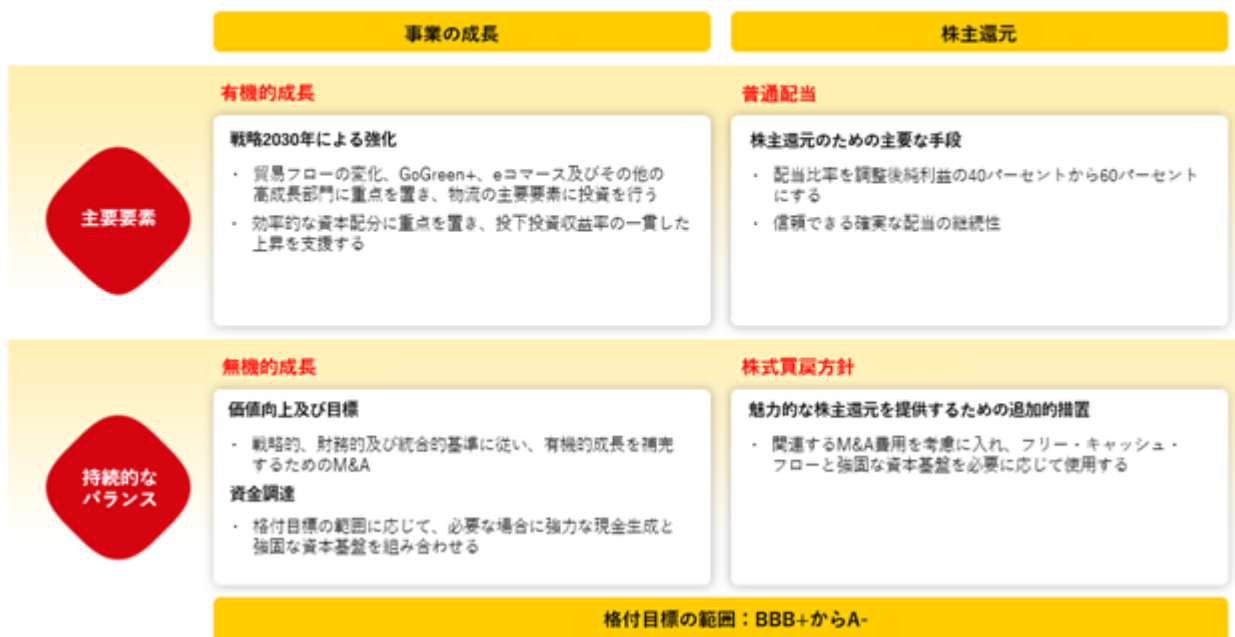 事業の成長
株主還元
主要要素
有機的成長
戦略2030年による強化
・ 貿易フローの変化、GoGreen+、eコマース及びその他の
高成長部門に重点を置き、物流の主要要素に投資を行う
・ 効率的な資本配分に重点を置き、投下投資収益率の一貫した
上昇を支援する
普通配当
株主還元のための主要な手段
・ 配当比率を調整後純利益の40パーセントから60パーセント
にする
・ 信頼できる確実な配当の継続性
持続的な
バランス
無機的成長
価値向上及び目標
・ 戦略的、財務的及び統合的基準に従い、有機的成長を補完
するためのM&A
資金調達
・ 格付目標の範囲に応じて、必要な場合に強力な現金生成と
強固な資本基盤を組み合わせる
株式買戻方針
魅力的な株主還元を提供するための追加的措置
・ 関連するM&A費用を考慮に入れ、フリー・キャッシュ・
フローと強固な資本基盤を必要に応じて使用する
格付目標の範囲：BBB+からA-